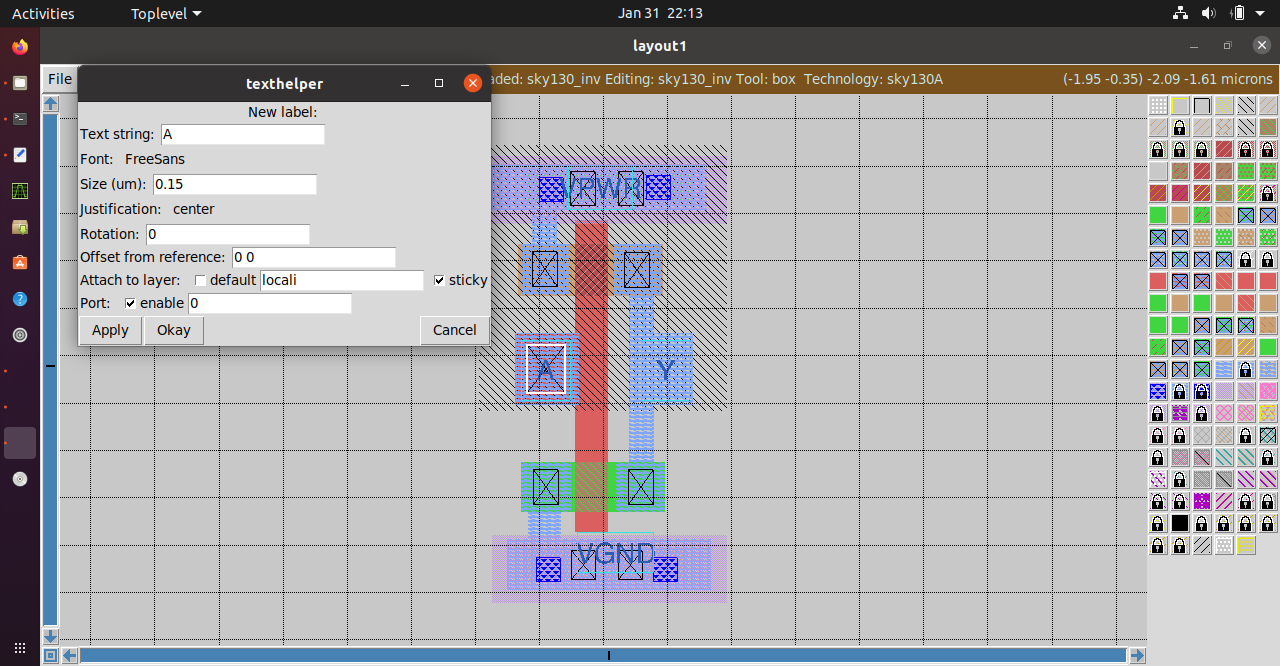 Activities Toplevel Jan 31 22:13
layout1
File aded: sky130_inv Editing: sky130_inv Tool: box Technology: sky130A (-1.95 -0.35) -2.09 -1.61 microns
texthelper
New label:
Text string: A
Font: FreeSans
Size (um): 0.15
Justification: center
Rotation: 0
Offset from reference: 0 0
Attach to layer: default locali sticky
Port: enable 0
Apply Okay Cancel
VPWR
A Y
VGND